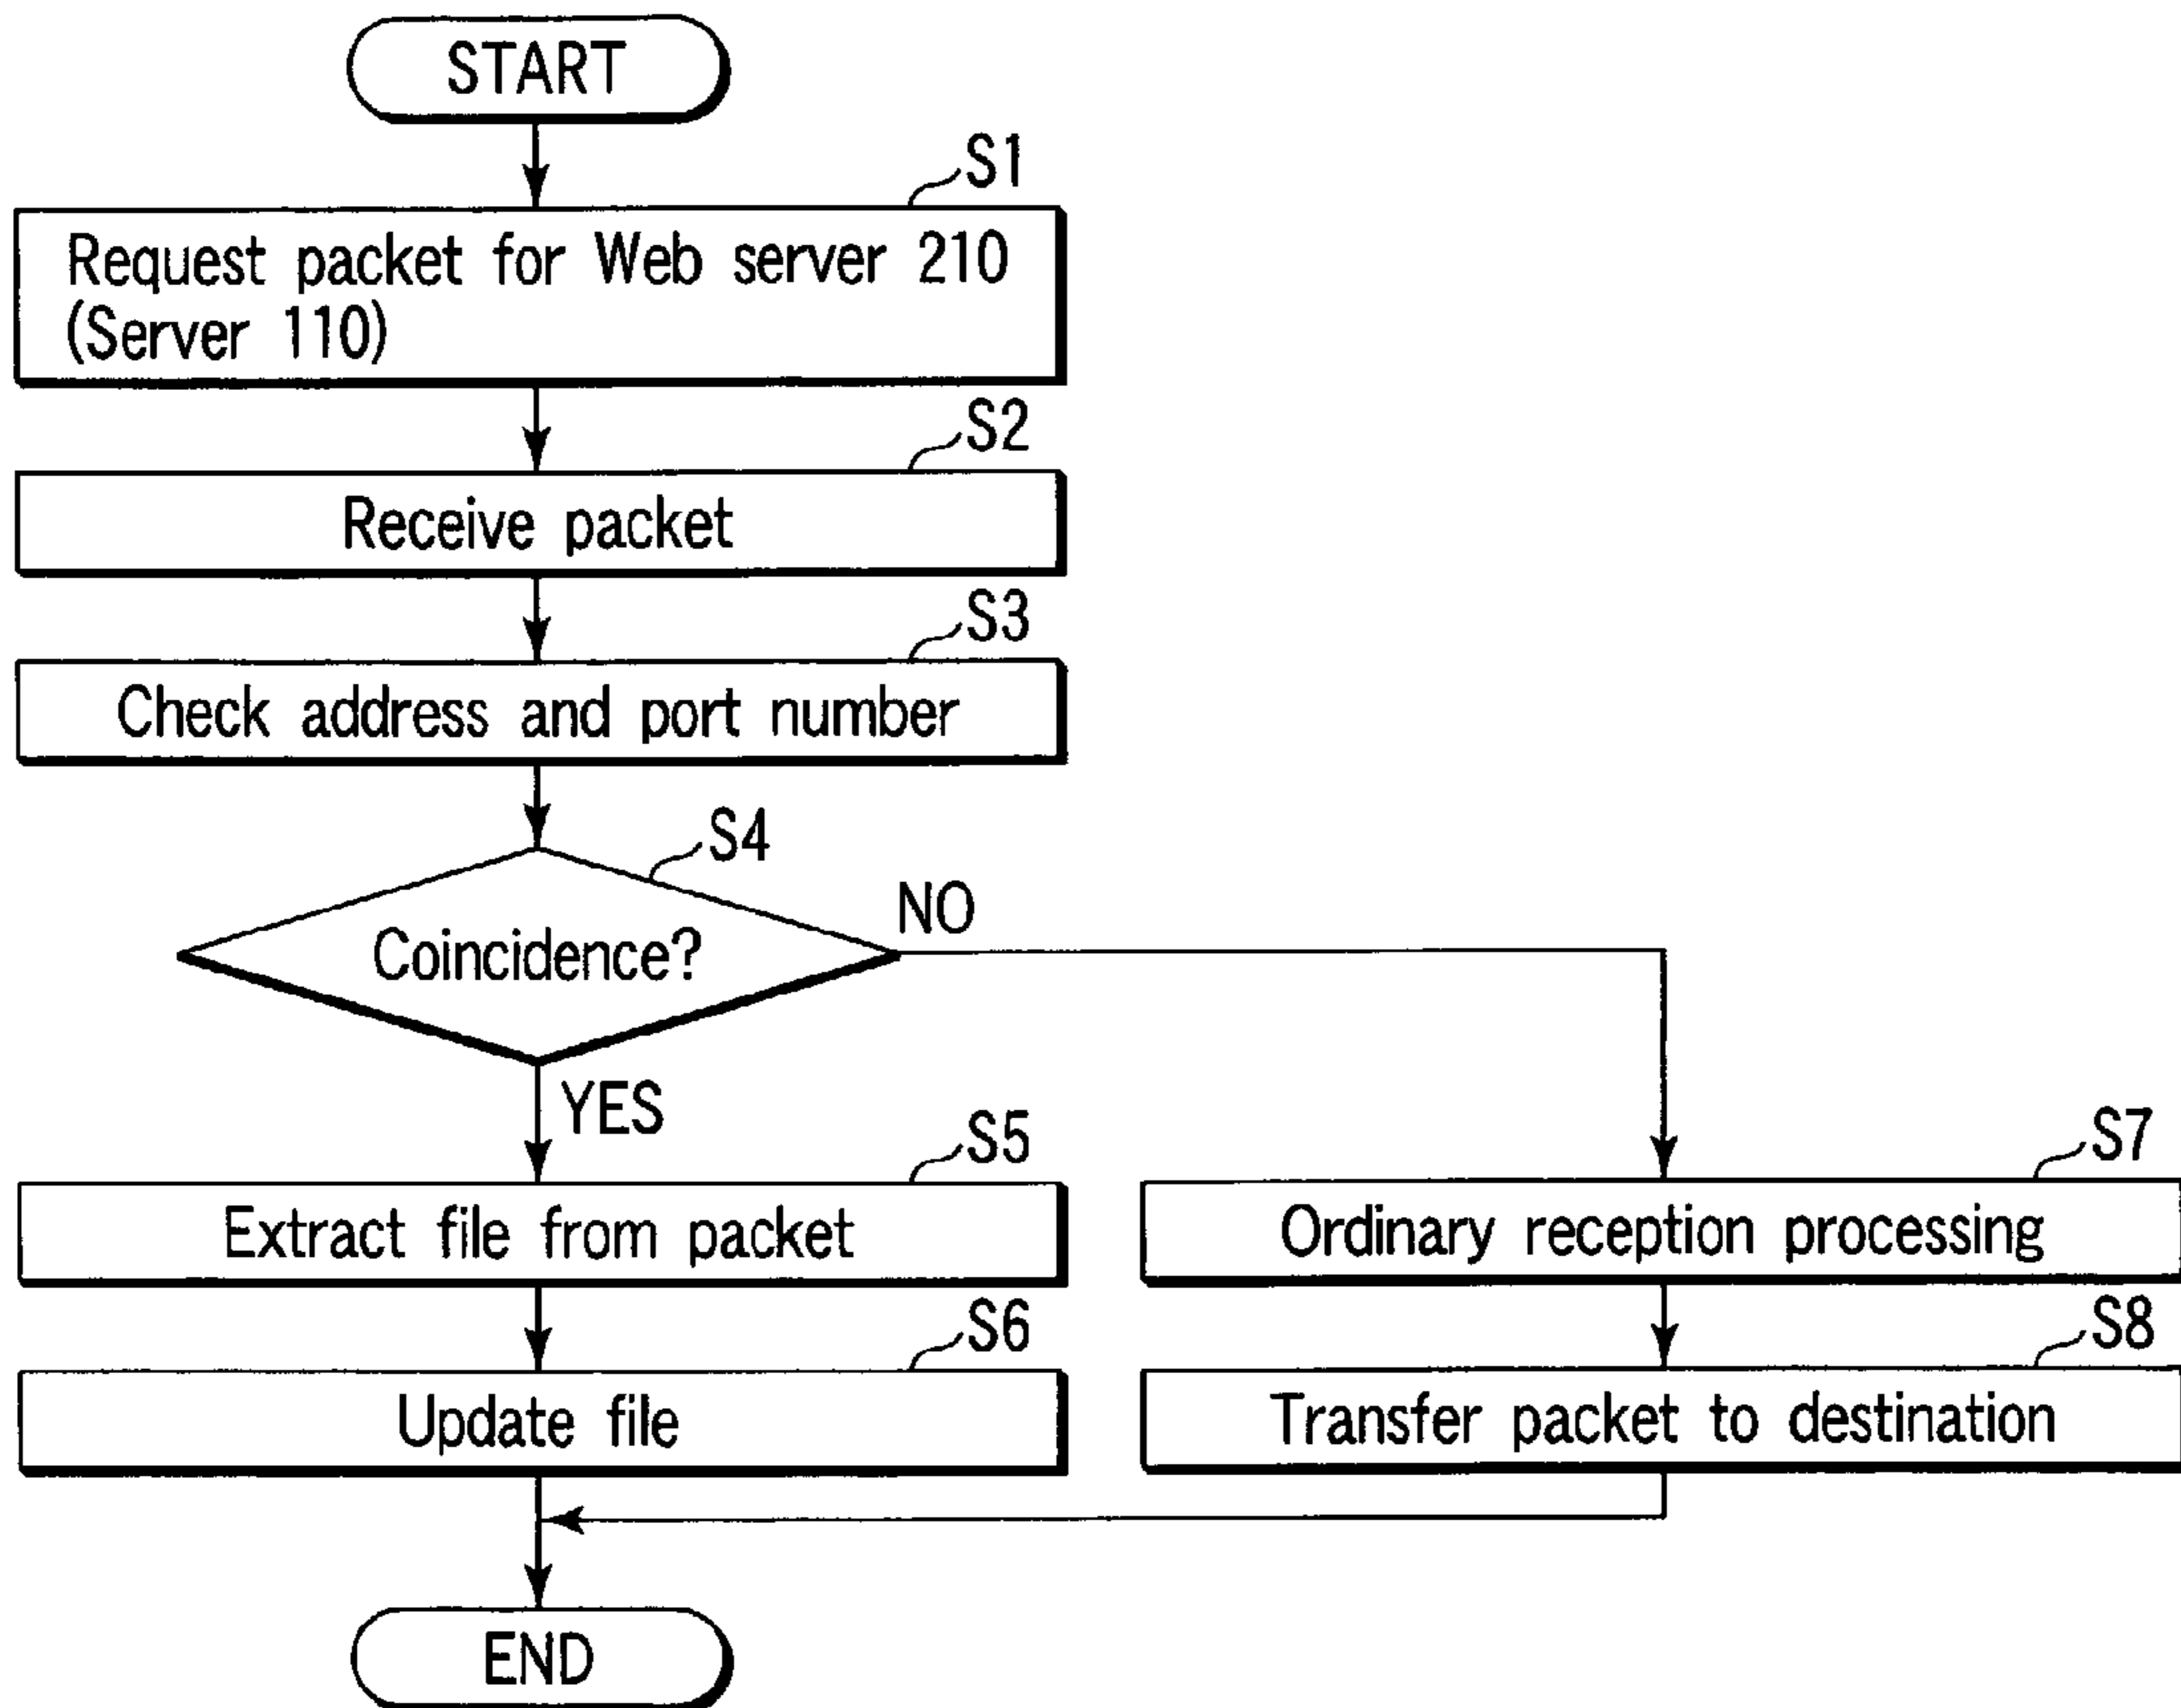 START
S1
Request packet for Web server 210
(Server 110)
S2
Receive packet
S3
Check address and port number
S4
Coincidence?
NO
YES
S5
Extract file from packet
S6
Update file
S7
Ordinary reception processing
S8
Transfer packet to destination
END